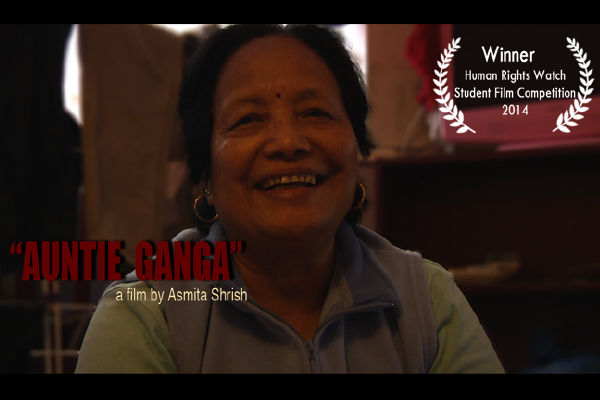 Winner
Human Rights Watch
Student Film Competition
2014
“AUNTIE GANGA”
a film by Asmita Shrish